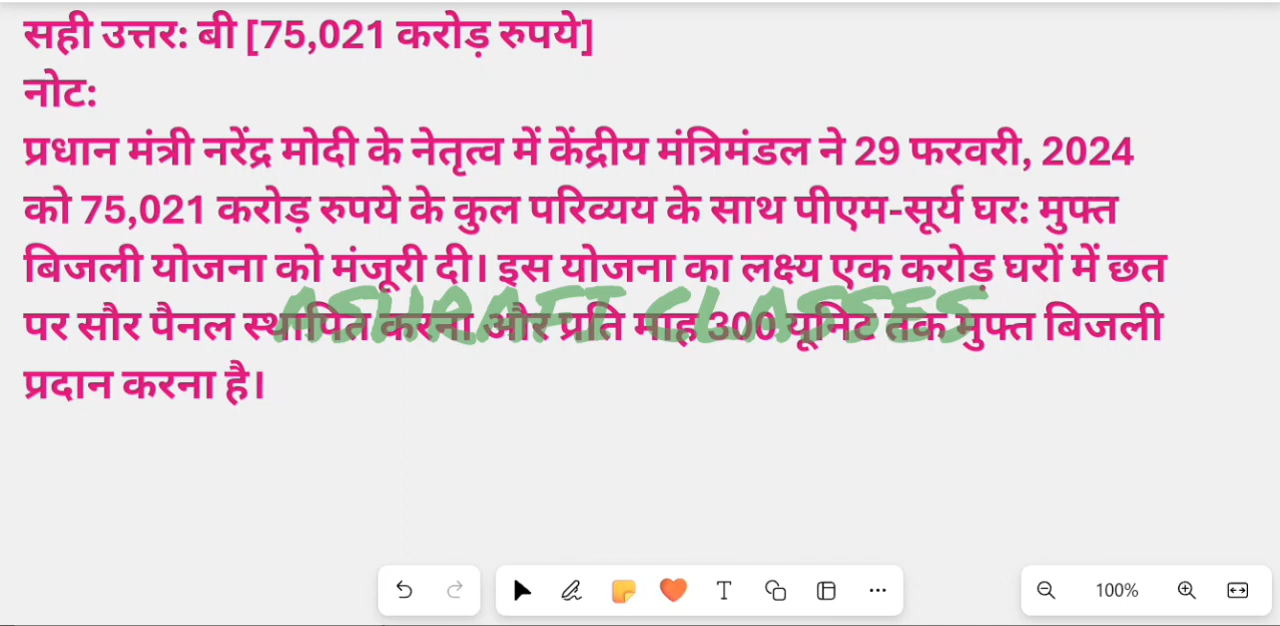 सही उत्तर: बी [75,021 करोड़ रुपये]
नोट:
प्रधान मंत्री नरेंद्र मोदी के नेतृत्व में केंद्रीय मंत्रिमंडल ने 29 फरवरी, 2024
को 75,021 करोड़ रुपये के कुल परिव्यय के साथ पीएम-सूर्य घर: मुफ्त
बिजली योजना को मंजूरी दी। इस योजना का लक्ष्य एक करोड़ घरों में छत
पर सौर पैनल स्थापित करना और प्रति माह 300 यूनिट तक मुफ्त बिजली
प्रदान करना है।
ASHRAFI CLASSES
100%